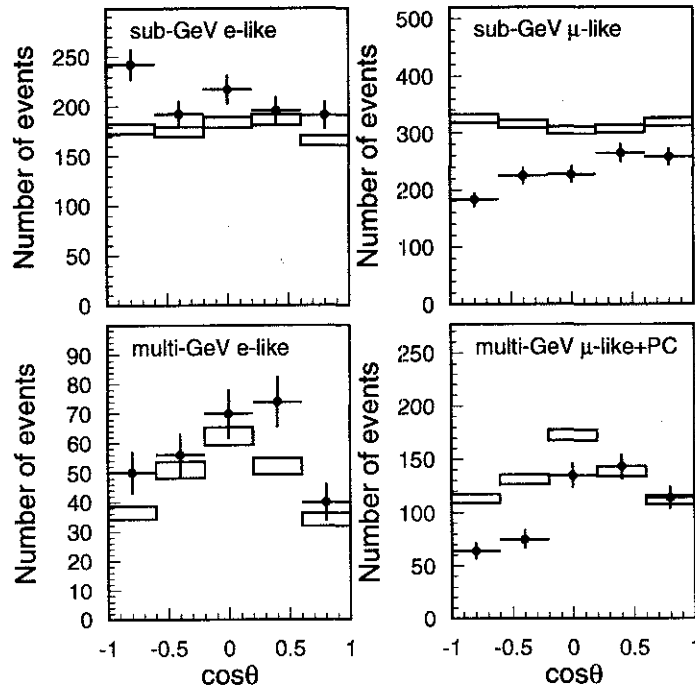 Number of events
300
250
200
150
100
50
0
sub-GeV e-like
Number of events
500
400
300
200
100
0
sub-GeV μ-like
Number of events
90
80
70
60
50
40
30
20
10
0
multi-GeV e-like
-1 -0.5 0 0.5 1
cosθ
Number of events
250
200
150
100
50
0
multi-GeV μ-like+PC
-1 -0.5 0 0.5 1
cosθ